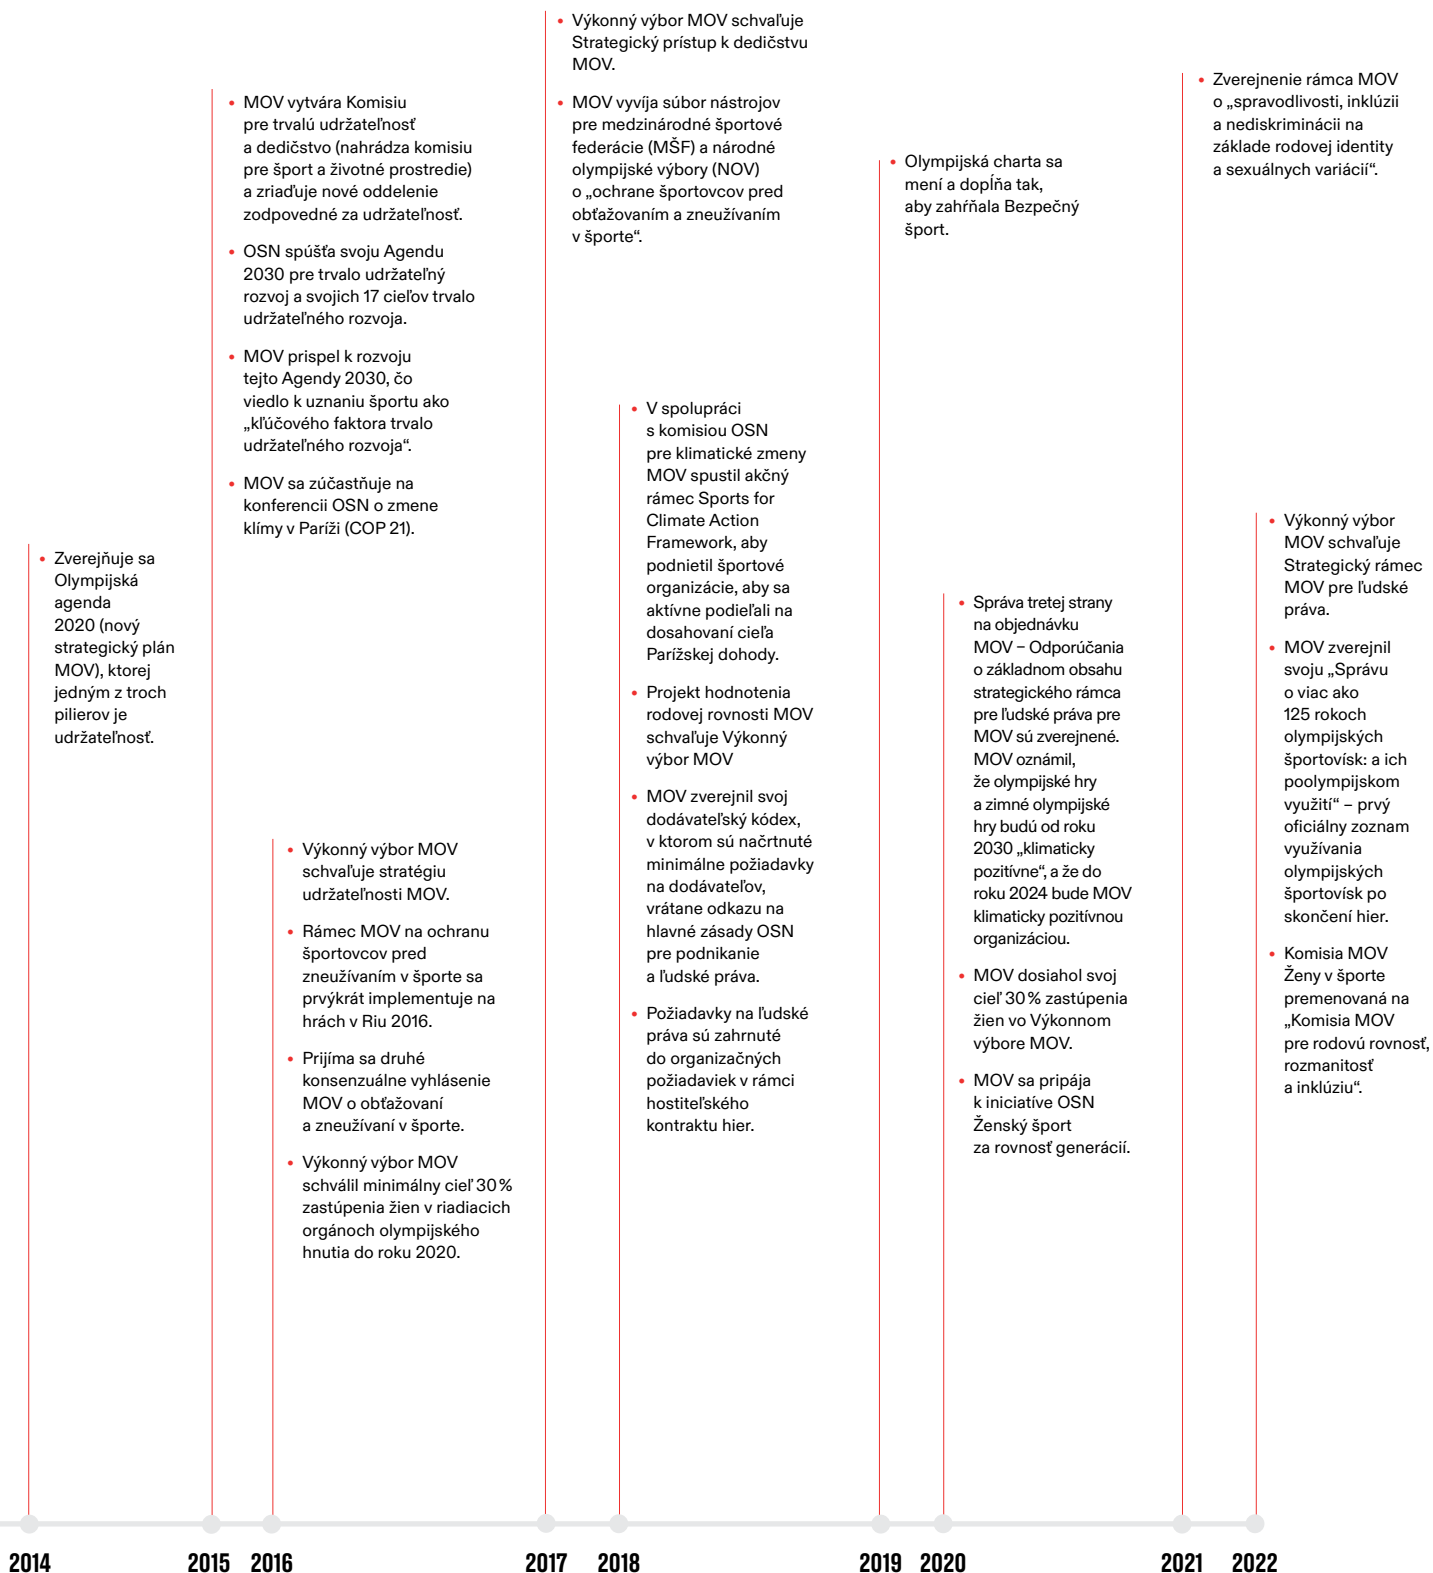 Zverejňuje sa
Olympijská
agenda
2020 (nový
strategický plán
MOV), ktorej
jedným z troch
pilierov je
udržateľnosť.
MOV vytvára Komisiu
pre trvalú udržateľnosť
a dedičstvo (nahrádza komisiu
pre šport a životné prostredie)
a zriaďuje nové oddelenie
zodpovedné za udržateľnosť.
OSN spúšťa svoju Agendu
2030 pre trvalo udržateľný
rozvoj a svojich 17 cieľov trvalo
udržateľného rozvoja.
MOV prispel k rozvoju
tejto Agendy 2030, čo
viedlo k uznaniu športu ako
„kľúčového faktora trvalo
udržateľného rozvoja“.
MOV sa zúčastňuje na
konferencii OSN o zmene
klímy v Paríži (COP 21).
Výkonný výbor MOV
schvaľuje stratégiu
udržateľnosti MOV.
Rámec MOV na ochranu
športovcov pred
zneužívaním v športe sa
prvýkrát implementuje na
hrách v Riu 2016.
Prijíma sa druhé
konsenzuálne vyhlásenie
MOV o obťažovaní
a zneužívaní v športe.
Výkonný výbor MOV
schválil minimálny cieľ 30 %
zastúpenia žien v riadiacich
orgánoch olympijského
hnutia do roku 2020.
Výkonný výbor MOV schvaľuje
Strategický prístup k dedičstvu
MOV.
MOV vyvíja súbor nástrojov
pre medzinárodné športové
federácie (MŠF) a národné
olympijské výbory (NOV)
o „ochrane športovcov pred
obťažovaním a zneužívaním
v športe“.
V spolupráci
s komisiou OSN
pre klimatické zmeny
MOV spustil akčný
rámec Sports for
Climate Action
Framework, aby
podnietil športové
organizácie, aby sa
aktívne podieľali na
dosahovaní cieľa
Parížskej dohody.
Projekt hodnotenia
rodovej rovnosti MOV
schvaľuje Výkonný
výbor MOV
MOV zverejnil svoj
dodávateľský kódex,
v ktorom sú načrtnuté
minimálne požiadavky
na dodávateľov,
vrátane odkazu na
hlavné zásady OSN
pre podnikanie
a ľudské práva.
Požiadavky na ľudské
práva sú zahrnuté
do organizačných
požiadaviek v rámci
hostiteľského
kontraktu hier.
Olympijská charta sa
mení a dopĺňa tak,
aby zahŕňala Bezpečný
šport.
Správa tretej strany
na objednávku
MOV – Odporúčania
o základnom obsahu
strategického rámca
pre ľudské práva pre
MOV sú zverejnené.
MOV oznámil,
že olympijské hry
a zimné olympijské
hry budú od roku
2030 „klimaticky
pozitívne“, a že do
roku 2024 bude MOV
klimaticky pozitívnou
organizáciou.
MOV dosiahol svoj
cieľ 30 % zastúpenia
žien vo Výkonnom
výbore MOV.
MOV sa pripája
k iniciatíve OSN
Ženský šport
za rovnosť generácií.
Zverejnenie rámca MOV
o „spravodlivosti, inklúzii
a nediskriminácii na
základe rodovej identity
a sexuálnych variácií“.
Výkonný výbor
MOV schvaľuje
Strategický rámec
MOV pre ľudské
práva.
MOV zverejnil
svoju „Správu
o viac ako
125 rokoch
olympijských
športovísk: a ich
poolympijskom
využití“ – prvý
oficiálny zoznam
využívania
olympijských
športovísk po
skončení hier.
Komisia MOV
Ženy v športe
premenovaná na
„Komisia MOV
pre rodovú rovnosť,
rozmanitosť
a inklúziu“.
2014 2015 2016 2017 2018 2019 2020 2021 2022